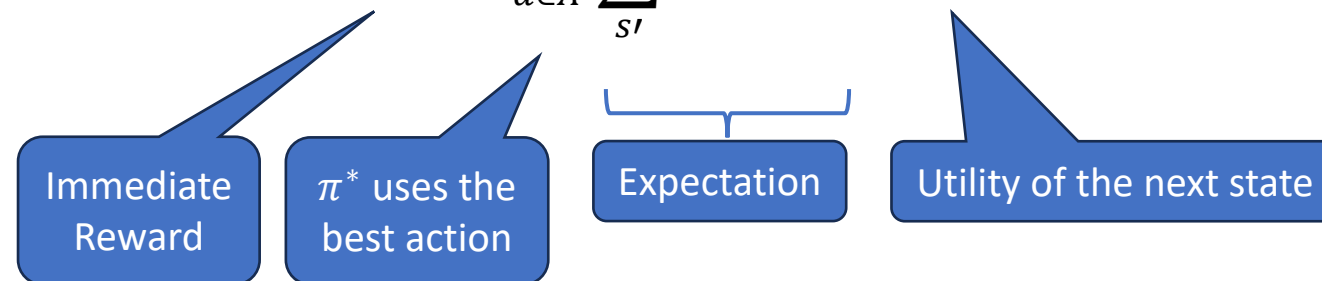 s′
Immediate
Reward
π* uses the
best action
Expectation
Utility of the next state